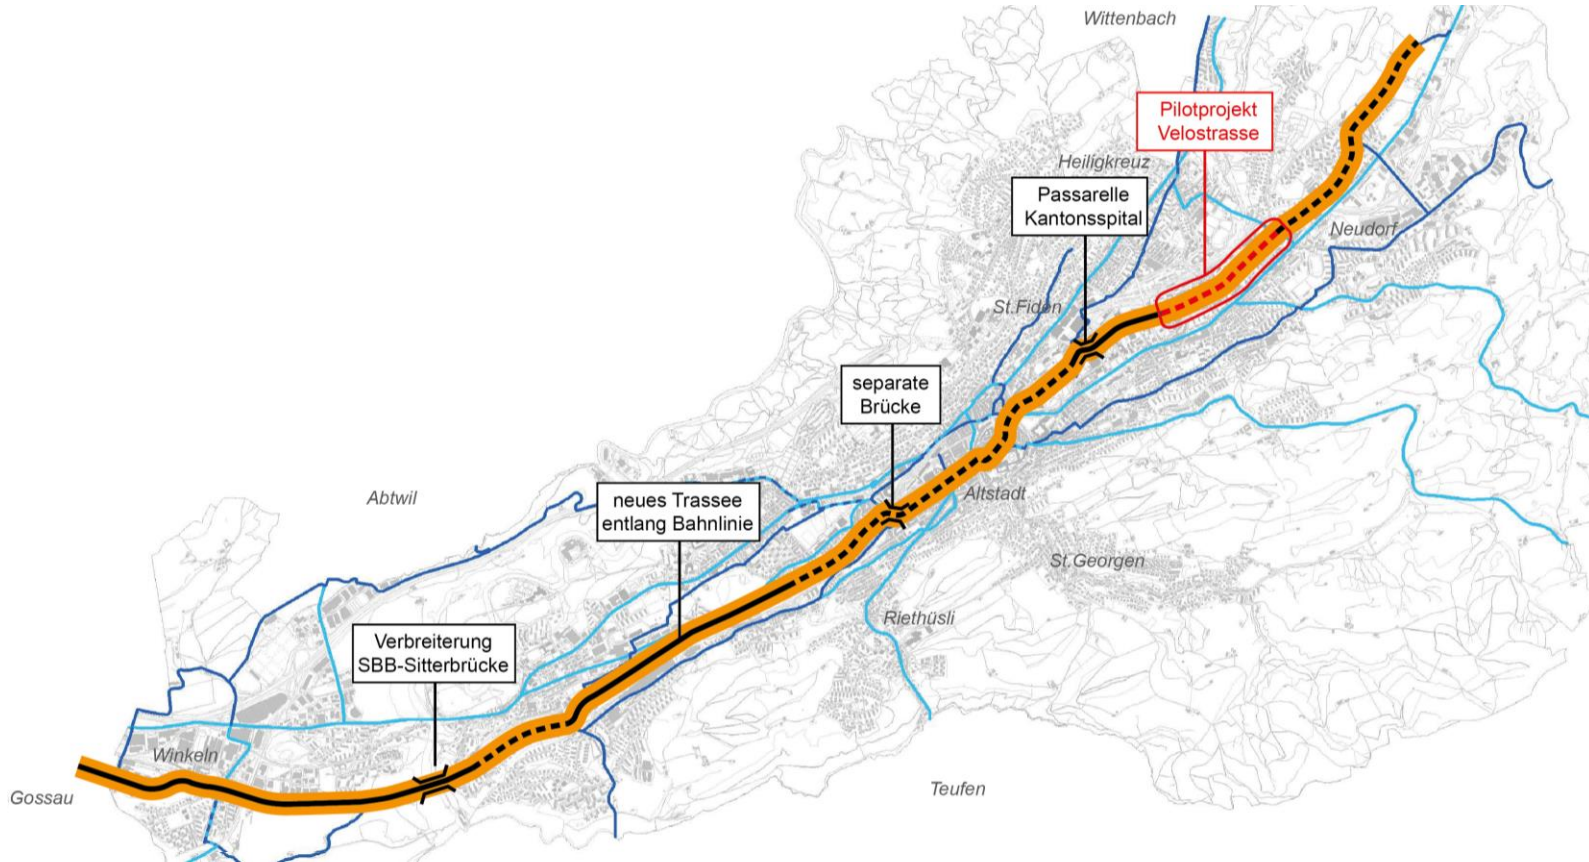 Wittenbach
Pilotprojekt
Velostrasse
Heiligkreuz
Passarelle
Kantonsspital
Neudorf
St.Fiden
separate
Brücke
Abtwil
neues Trassee
entlang Bahnlinie
Altstadt
St.Georgen
Riethüsli
Verbreiterung
SBB-Sitterbrücke
Winkeln
Gossau
Teufen